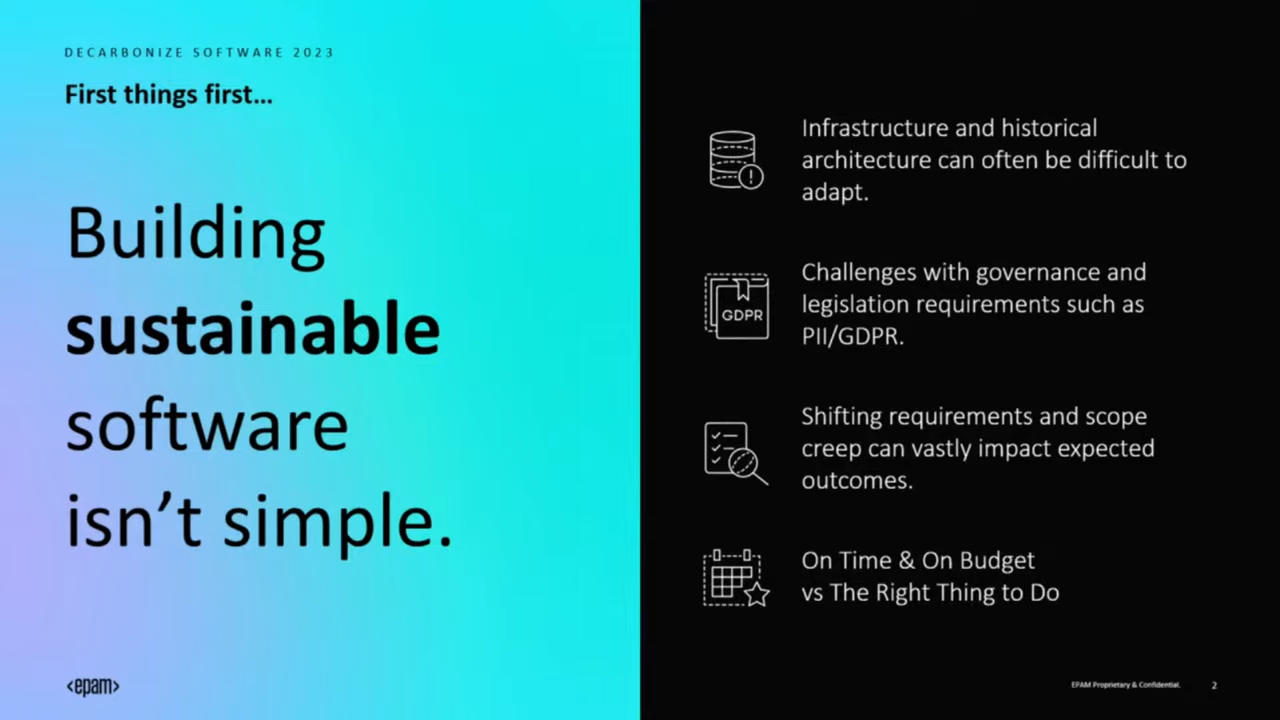 DECARBONIZE SOFTWARE 2023
First things first...
Building
sustainable
software
isn’t simple.
<epam>
Infrastructure and historical
architecture can often be difficult to
adapt.
GDPR
Challenges with governance and
legislation requirements such as
PII/GDPR.
Shifting requirements and scope
creep can vastly impact expected
outcomes.
On Time & On Budget
vs The Right Thing to Do
EPAM Proprietary & Confidential.
2